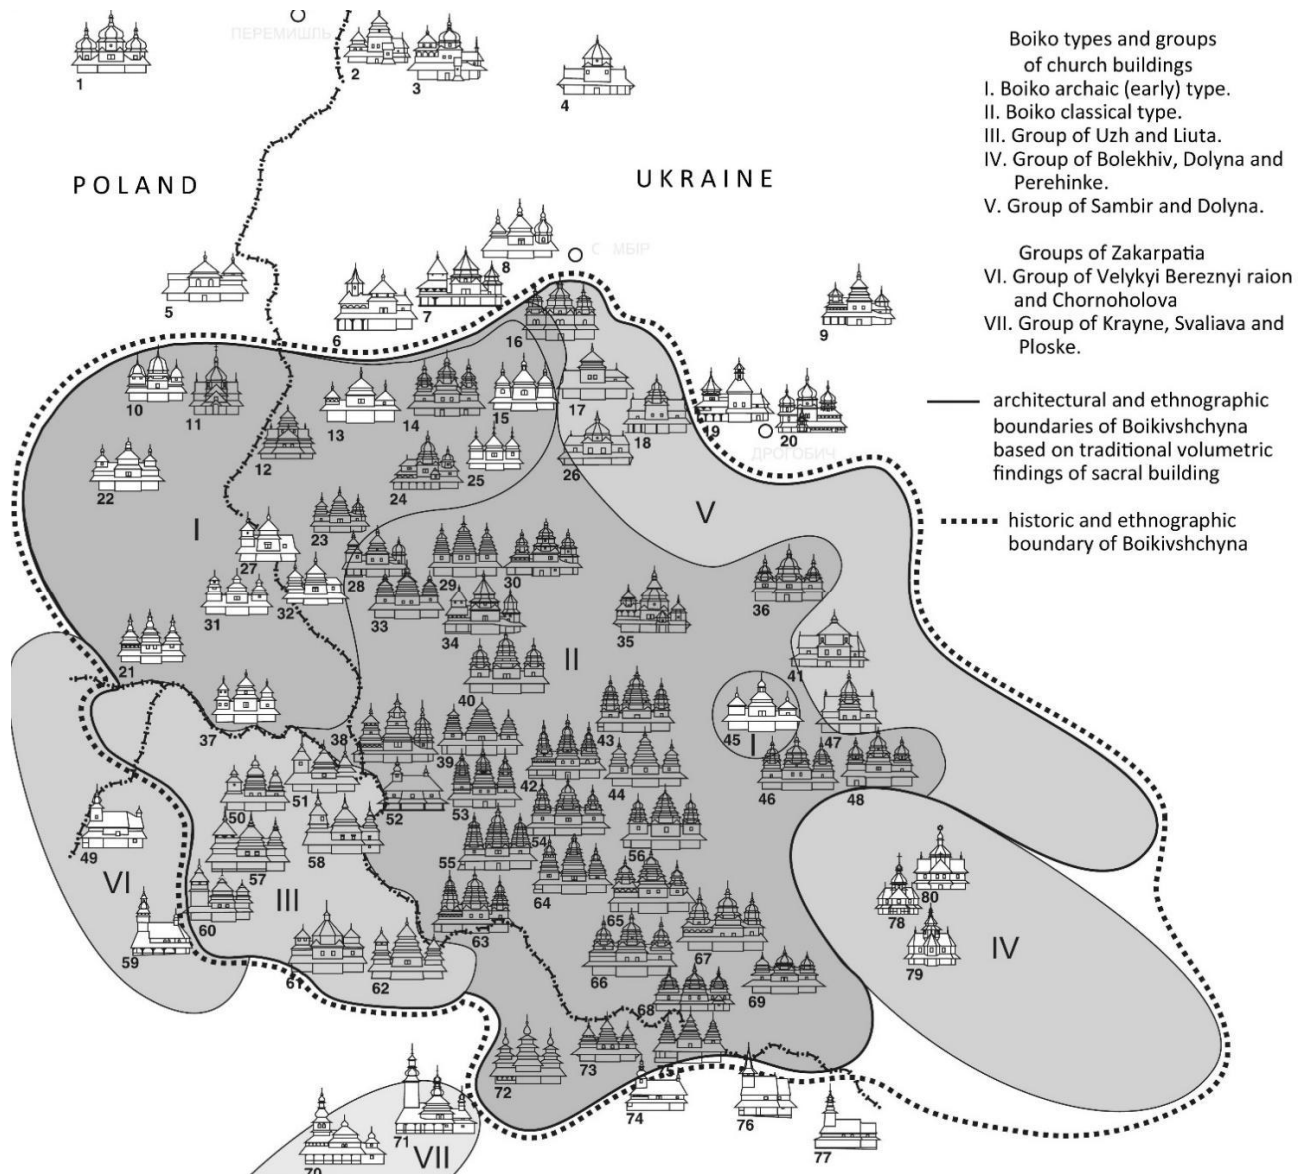 ПЕРЕМИШЛЬ
1
2
3
4
POLAND
UKRAINE
5
6
7
8
С МБІР
9
10
11
12
13
14
15
16
17
18
19
20
ДРОГОБИЧ
21
22
23
24
25
26
I
V
27
28
29
30
31
32
33
34
35
36
II
37
38
39
40
41
42
43
44
45
I
46
47
48
49
50
51
52
53
54
55
56
57
58
VI
III
59
60
61
62
63
64
65
66
67
68
69
IV
70
71
VII
72
73
74
75
76
77
78
79
80
Boiko types and groups
of church buildings
I. Boiko archaic (early) type.
II. Boiko classical type.
III. Group of Uzh and Liuta.
IV. Group of Bolekhiv, Dolyna and
Perehinke.
V. Group of Sambir and Dolyna.
Groups of Zakarpatia
VI. Group of Velykyi Bereznyi raion
and Chornoholova
VII. Group of Krayne, Svaliava and
Ploske.
architectural and ethnographic
boundaries of Boikivshchyna
based on traditional volumetric
findings of sacral building
historic and ethnographic
boundary of Boikivshchyna